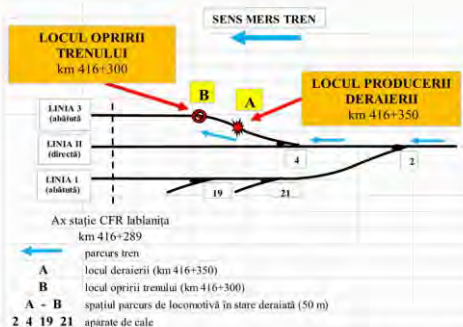 SENS MERS TREN
LOCUL OPRIRII
TRENULUI
km 416+300
LOCUL PRODUCERII
DERAIERII
km 416+350
B
A
LINIA 3
(abătută
LINIA II
(directă)
LINIA I
(abătută)
4
2
19
21
Ax stație CFR Iablanița
km 416+289
parcurs tren
A locul deraierii (km 416+350)
B locul opririi trenului (km 416+300)
A - B spațiul parcurs de locomotivă în stare deraiată (50 m)
2 4 19 21 aparate de cale